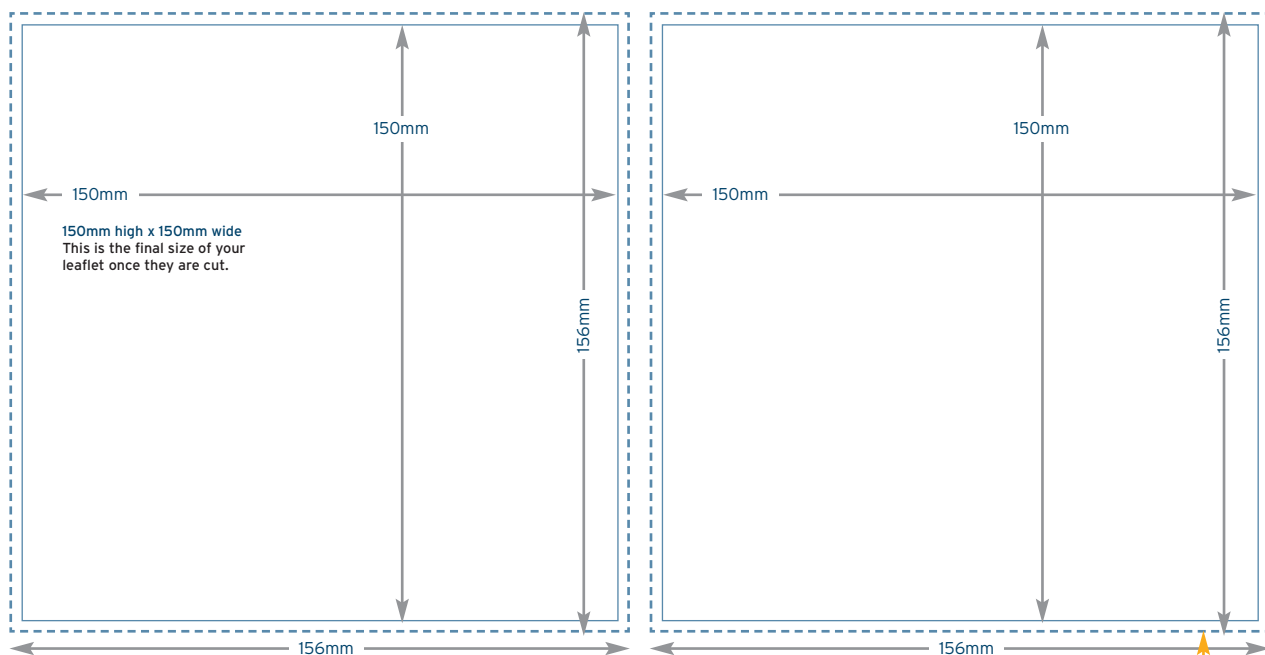 150mm
150mm
150mm high x 150mm wide
This is the final size of your
leaflet once they are cut.
156mm
156mm
150mm
150mm
156mm
156mm